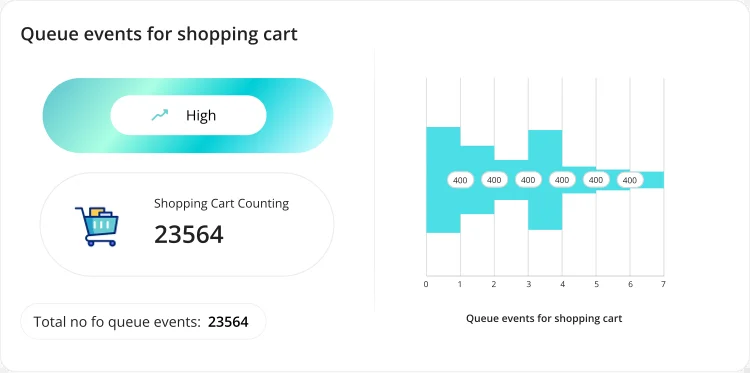 Queue events for shopping cart
High
Shopping Cart Counting
23564
Total no fo queue events: 23564
400 400 400 400 400 400
0 1 2 3 4 5 6 7
Queue events for shopping cart